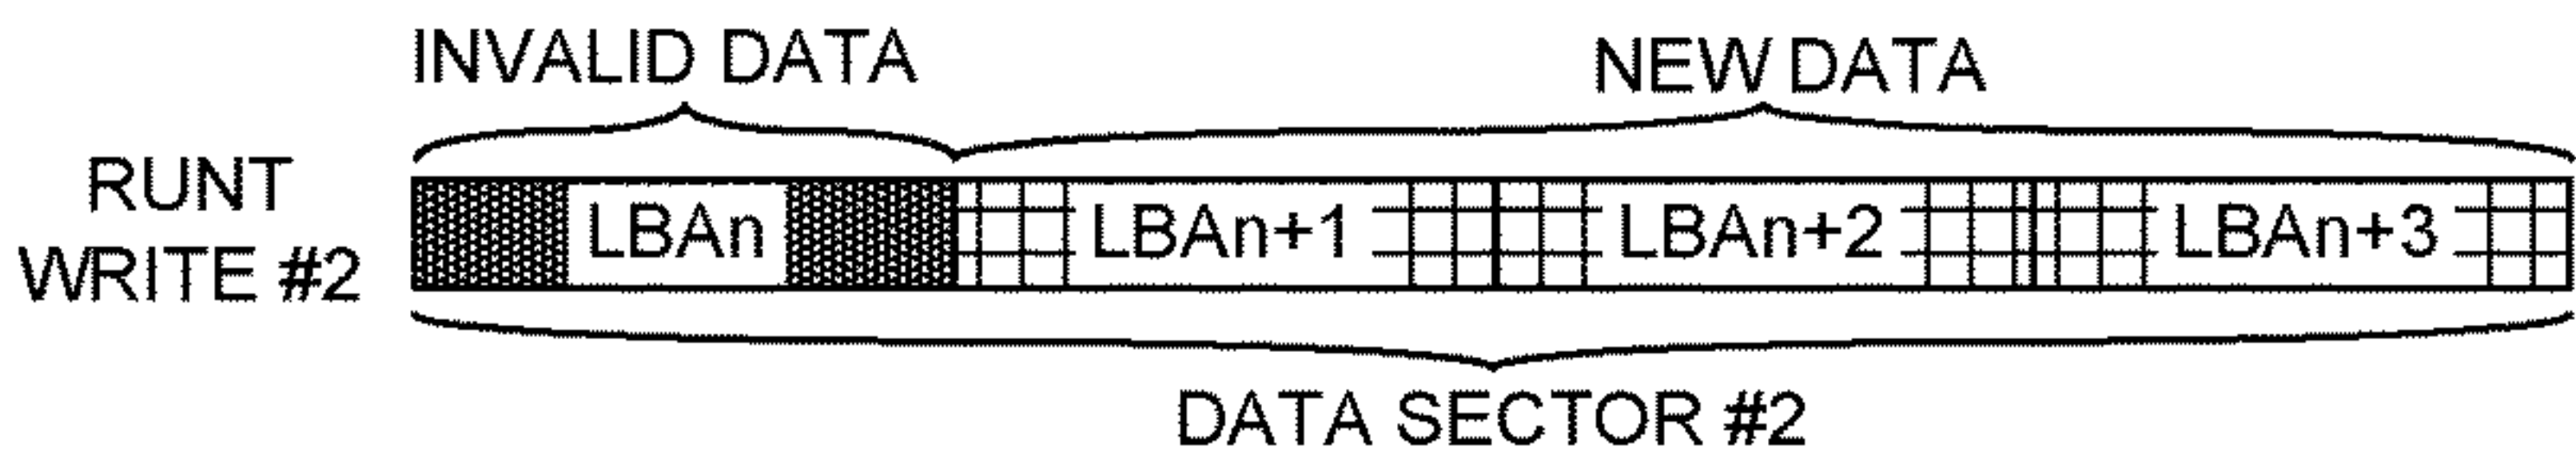 INVALID DATA
NEW DATA
RUNT
WRITE #2
LBAn
LBAn+1
LBAn+2
LBAn+3
DATA SECTOR #2